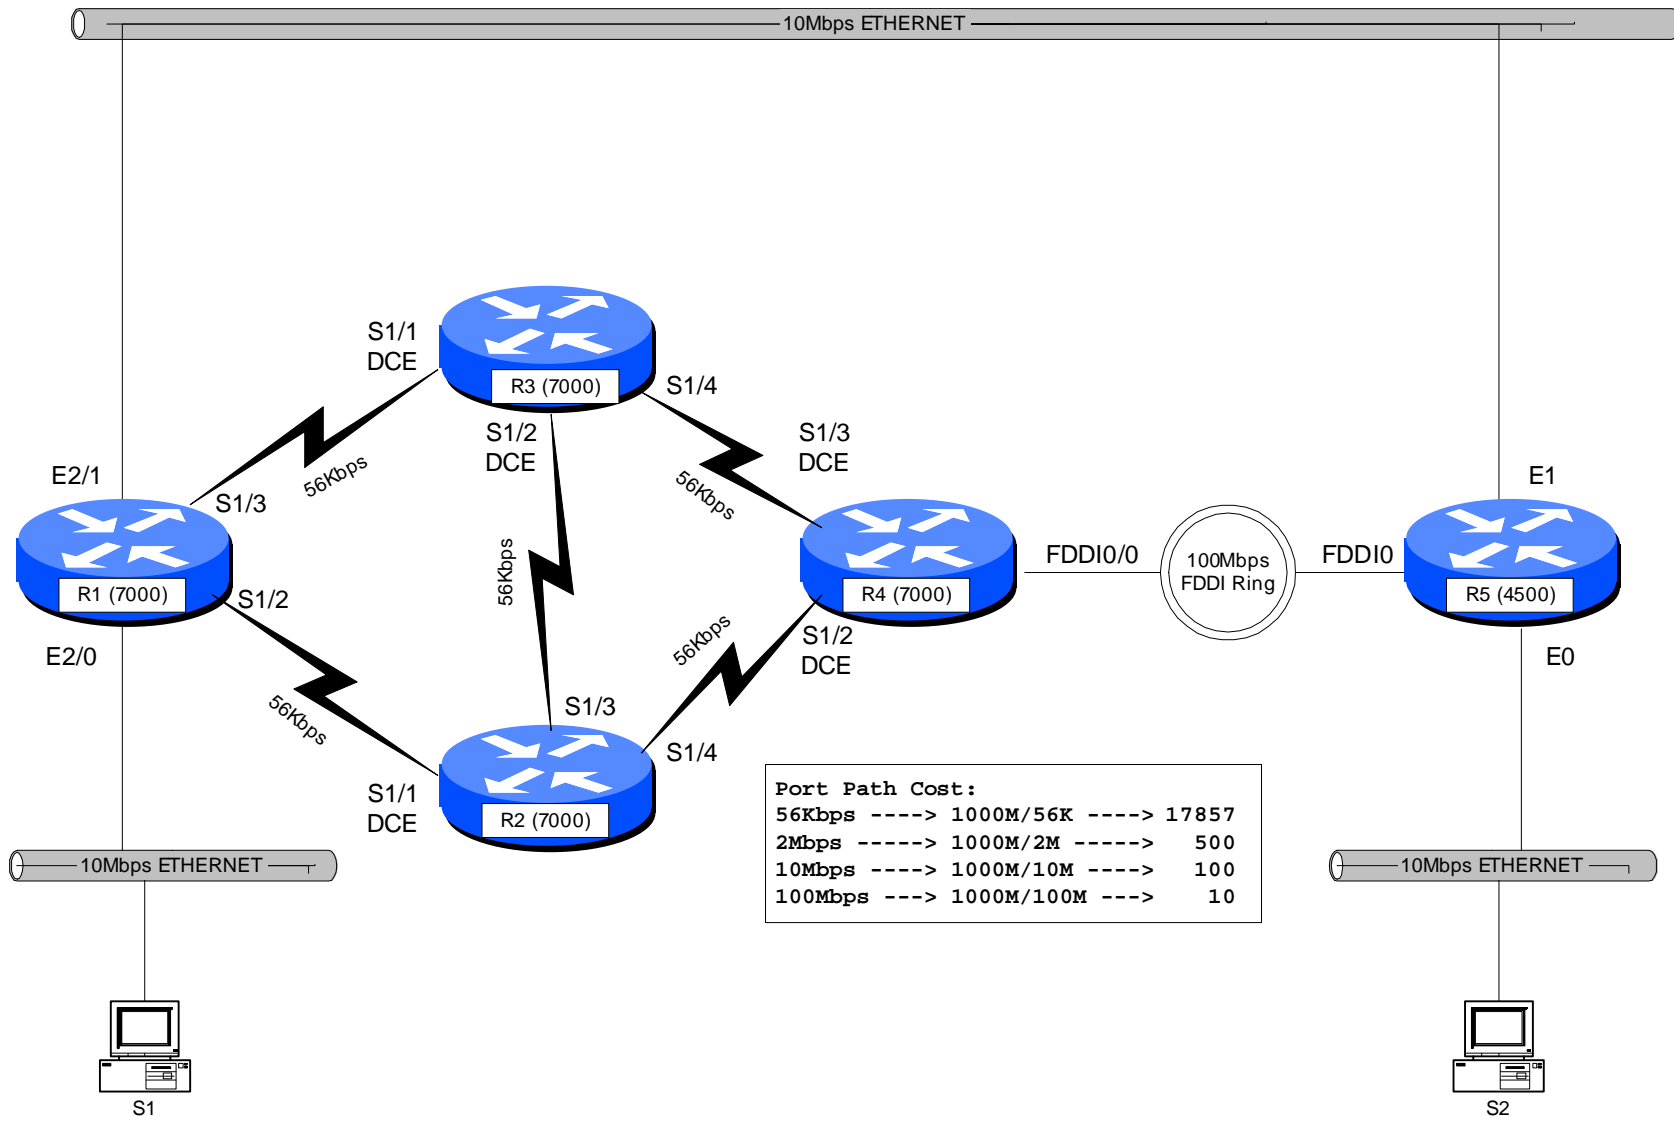 10Mbps ETHERNET
S1/1
DCE
R3 (7000)
S1/4
S1/2
DCE
S1/3
DCE
56Kbps
56Kbps
E2/1
S1/3
E1
R1 (7000)
S1/2
E2/0
56Kbps
R4 (7000)
FDDI0/0
100Mbps
FDDI Ring
FDDI0
R5 (4500)
S1/2
DCE
E0
56Kbps
56Kbps
S1/3
S1/4
S1/1
DCE
R2 (7000)
Port Path Cost:
56Kbps ----> 1000M/56K ----> 17857
2Mbps -----> 1000M/2M -----> 500
10Mbps ----> 1000M/10M ----> 100
100Mbps ---> 1000M/100M ---> 10
10Mbps ETHERNET
10Mbps ETHERNET
S1
S2